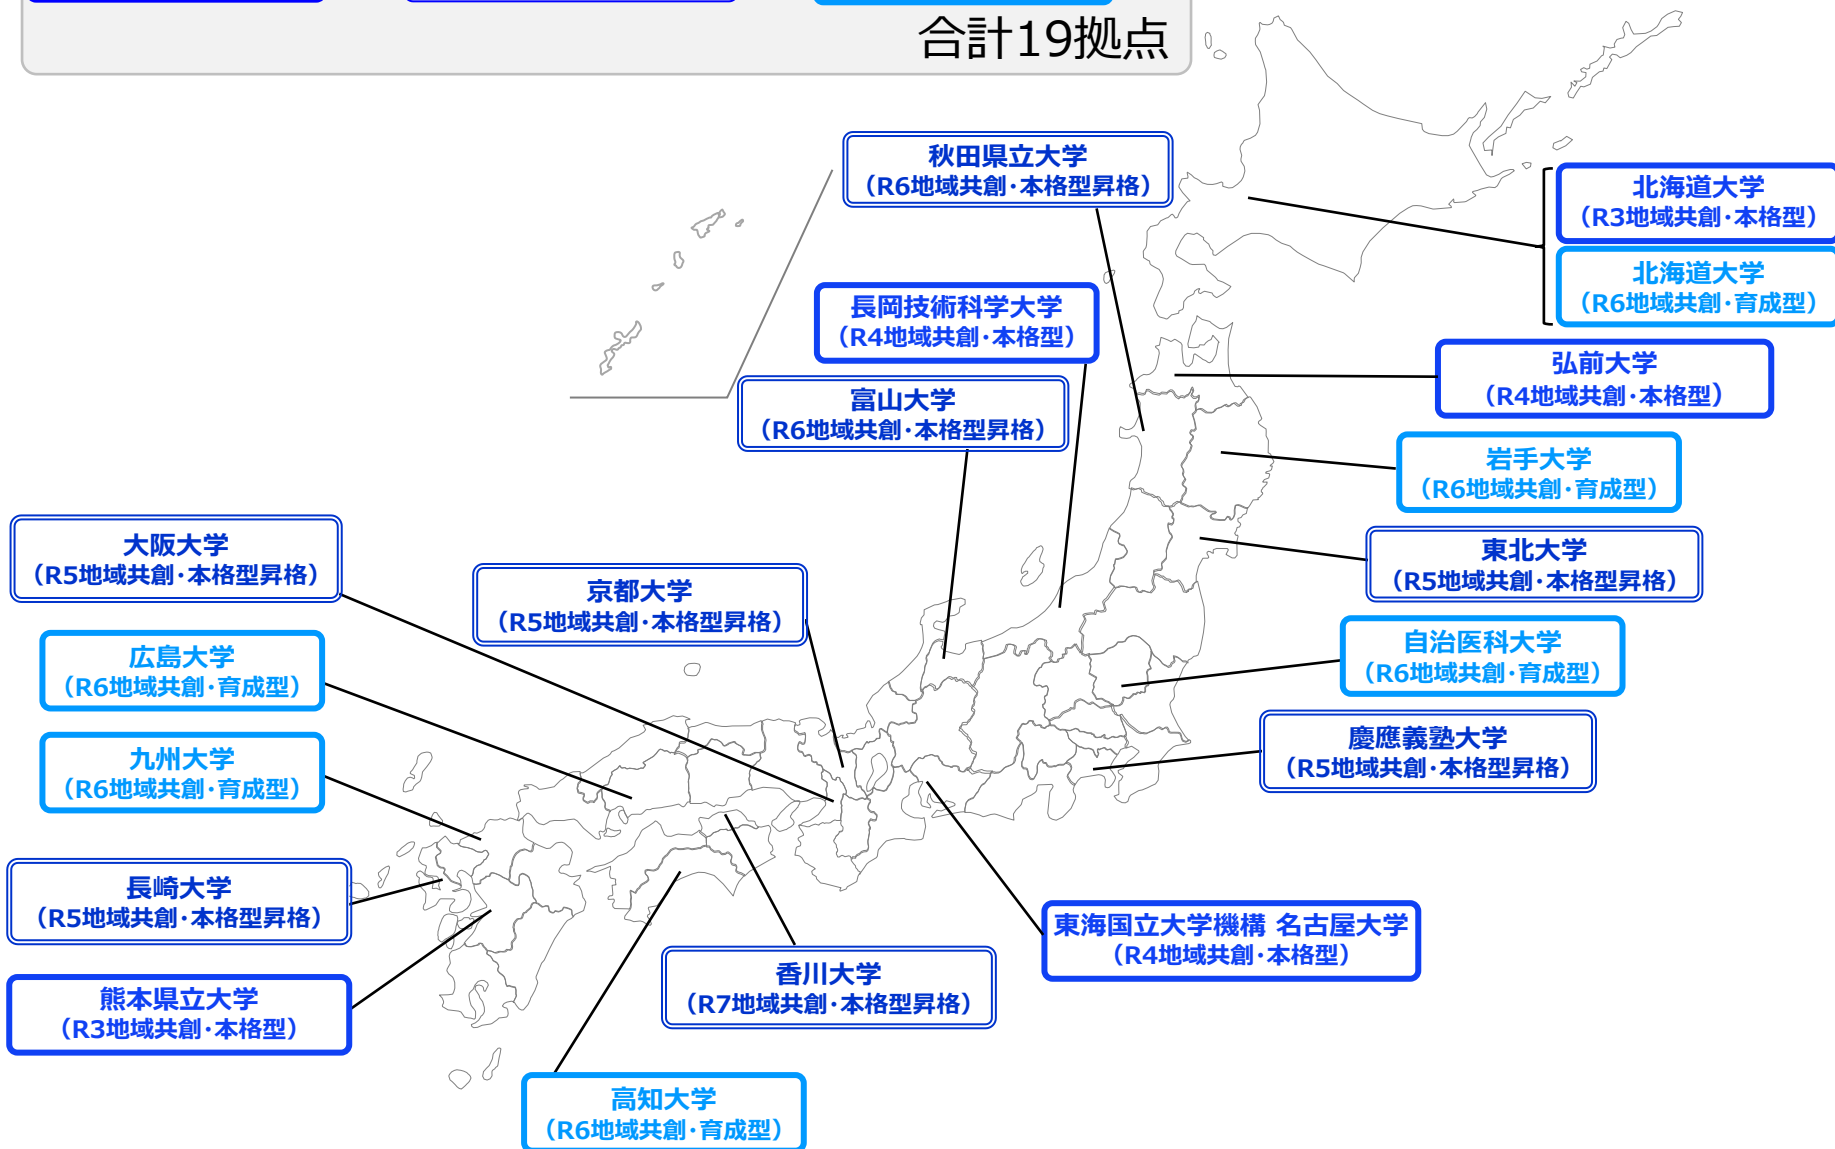 合計19拠点
秋田県立大学
（R6地域共創・本格型昇格）
北海道大学
（R3地域共創・本格型）
北海道大学
（R6地域共創・育成型）
長岡技術科学大学
（R4地域共創・本格型）
弘前大学
（R4地域共創・本格型）
富山大学
（R6地域共創・本格型昇格）
岩手大学
（R6地域共創・育成型）
大阪大学
（R5地域共創・本格型昇格）
東北大学
（R5地域共創・本格型昇格）
京都大学
（R5地域共創・本格型昇格）
広島大学
（R6地域共創・育成型）
自治医科大学
（R6地域共創・育成型）
九州大学
（R6地域共創・育成型）
慶應義塾大学
（R5地域共創・本格型昇格）
長崎大学
（R5地域共創・本格型昇格）
東海国立大学機構 名古屋大学
（R4地域共創・本格型）
香川大学
（R7地域共創・本格型昇格）
熊本県立大学
（R3地域共創・本格型）
高知大学
（R6地域共創・育成型）